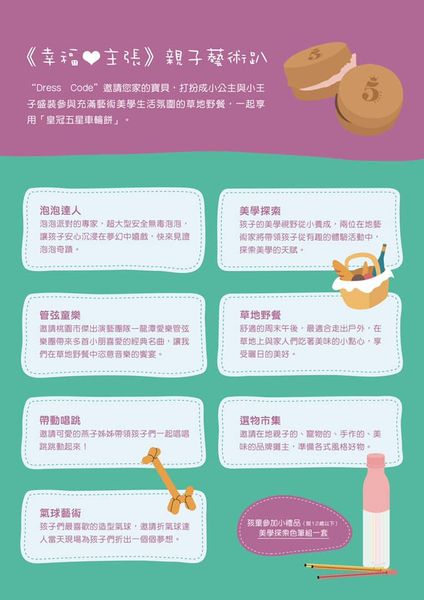 《幸福❤主張》親子藝術趴
“Dress Code”邀請您家的寶貝，打扮成小公主與小王
子盛裝參與充滿藝術美學生活氛圍的草地野餐，一起享
用「皇冠五星車輪餅」。
5
5
泡泡達人
泡泡派對的專家，超大型安全無毒泡泡，
讓孩子安心沉浸在夢幻中嬉戲，快來見證
泡泡奇蹟。
美學探索
孩子的美學視野從小養成，兩位在地藝
術家將帶領孩子從有趣的體驗活動中，
探索美學的天賦。
管弦童樂
邀請桃園市傑出演藝團隊—龍潭愛樂管弦
樂團帶來多首小朋喜愛的經典名曲，讓我
們在草地野餐中恣意音樂的饗宴。
草地野餐
舒適的周末午後，最適合走出戶外，在
草地上與家人們吃著美味的小點心，享
受曬日的美好。
帶動唱跳
邀請可愛的燕子姊姊帶領孩子們一起唱唱
跳跳動起來！
選物市集
邀請在地親子的、寵物的、手作的、美
味的品牌攤主，準備各式風格好物。
氣球藝術
孩子們最喜歡的造型氣球，邀請折氣球達
人當天現場為孩子們折出一個個夢想。
孩童參加小禮品（限12歲以下）
美學探索色筆組一套